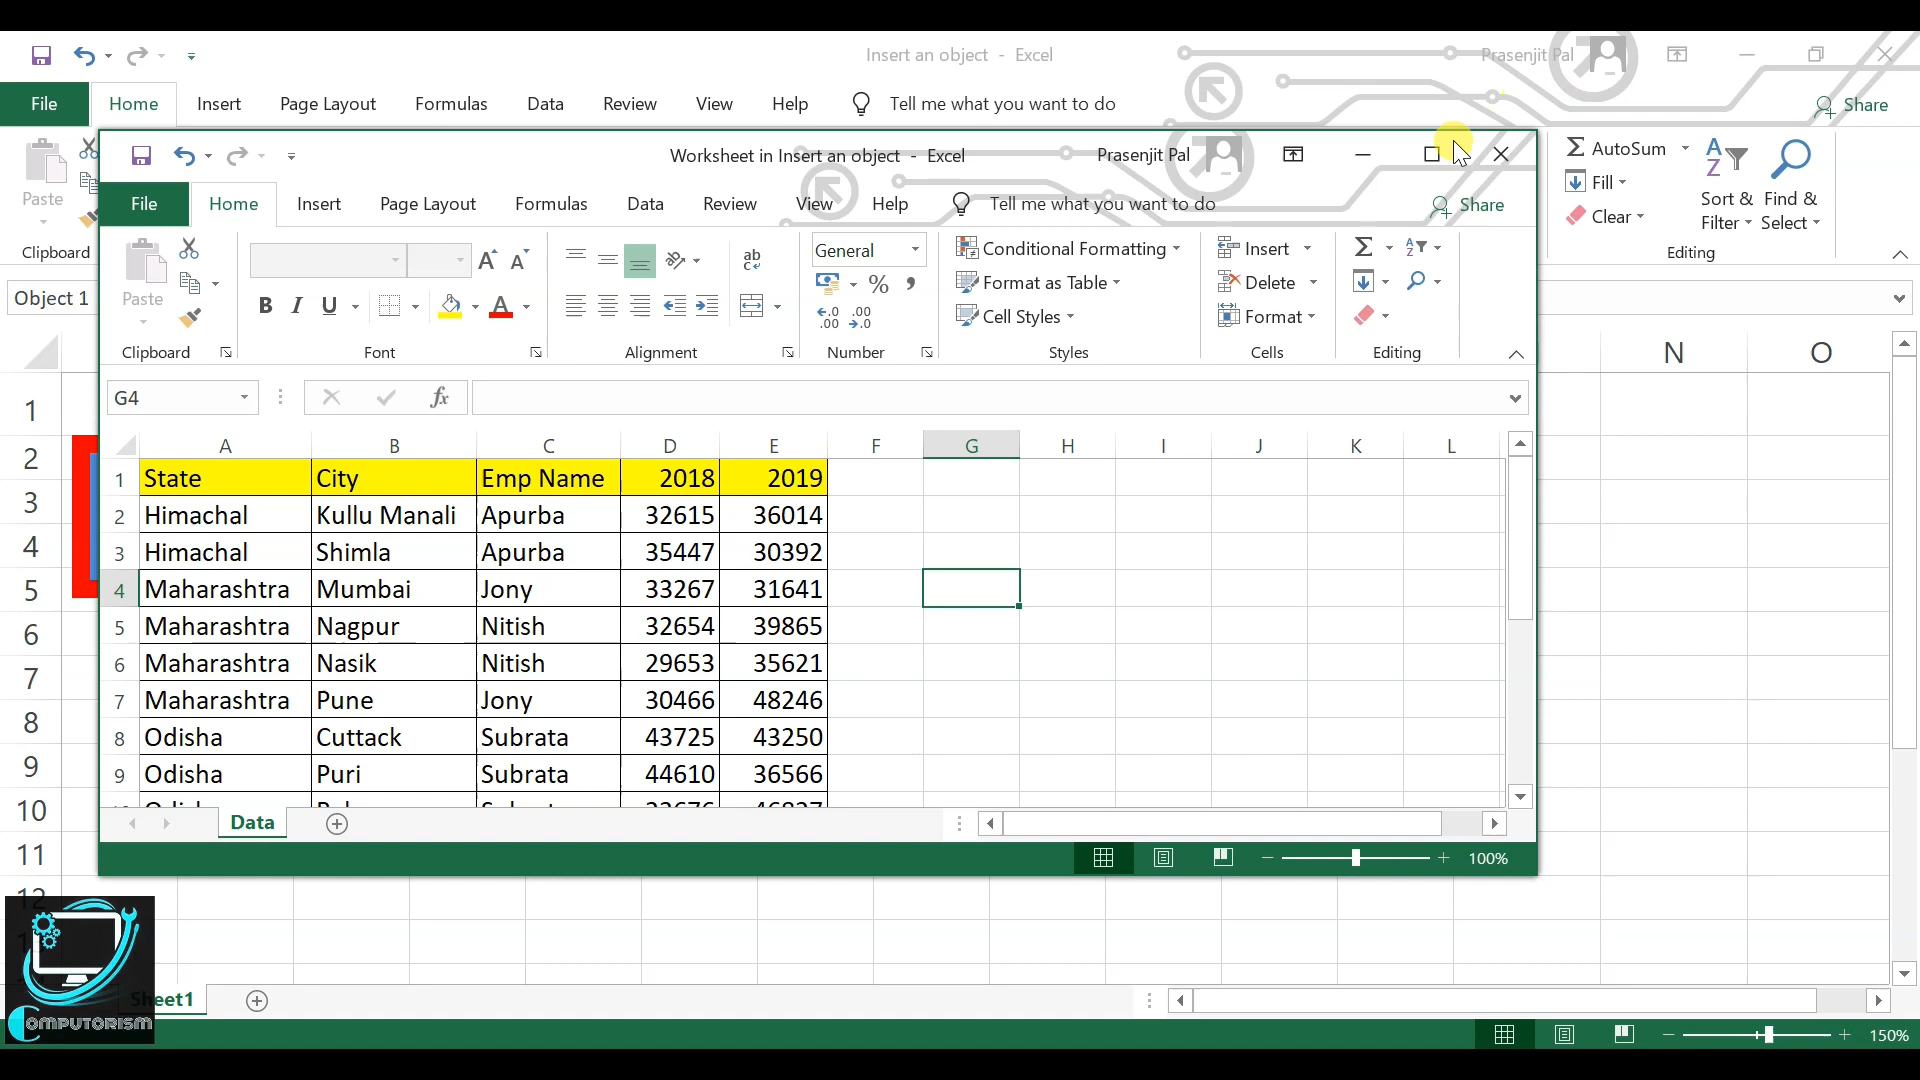 Insert an object - Excel
Prasenjit Pal
File Home Insert Page Layout Formulas Data Review View Help Tell me what you want to do Share
Paste
Clipboard
AutoSum
Fill
Clear
Sort & Filter
Find & Select
Editing
Object 1
Worksheet in Insert an object - Excel
Prasenjit Pal
File Home Insert Page Layout Formulas Data Review View Help Tell me what you want to do Share
Paste
Clipboard
B I U
Font
Alignment
General
Number
Conditional Formatting
Format as Table
Cell Styles
Styles
Insert
Delete
Format
Cells
Editing
G4
fx
A B C D E F G H I J K L
1 State City Emp Name 2018 2019
2 Himachal Kullu Manali Apurba 32615 36014
3 Himachal Shimla Apurba 35447 30392
4 Maharashtra Mumbai Jony 33267 31641
5 Maharashtra Nagpur Nitish 32654 39865
6 Maharashtra Nasik Nitish 29653 35621
7 Maharashtra Pune Jony 30466 48246
8 Odisha Cuttack Subrata 43725 43250
9 Odisha Puri Subrata 44610 36566
Data
100%
N O
1
2
3
4
5
6
7
8
9
10
11
12
Sheet1
COMPUTORISM
150%